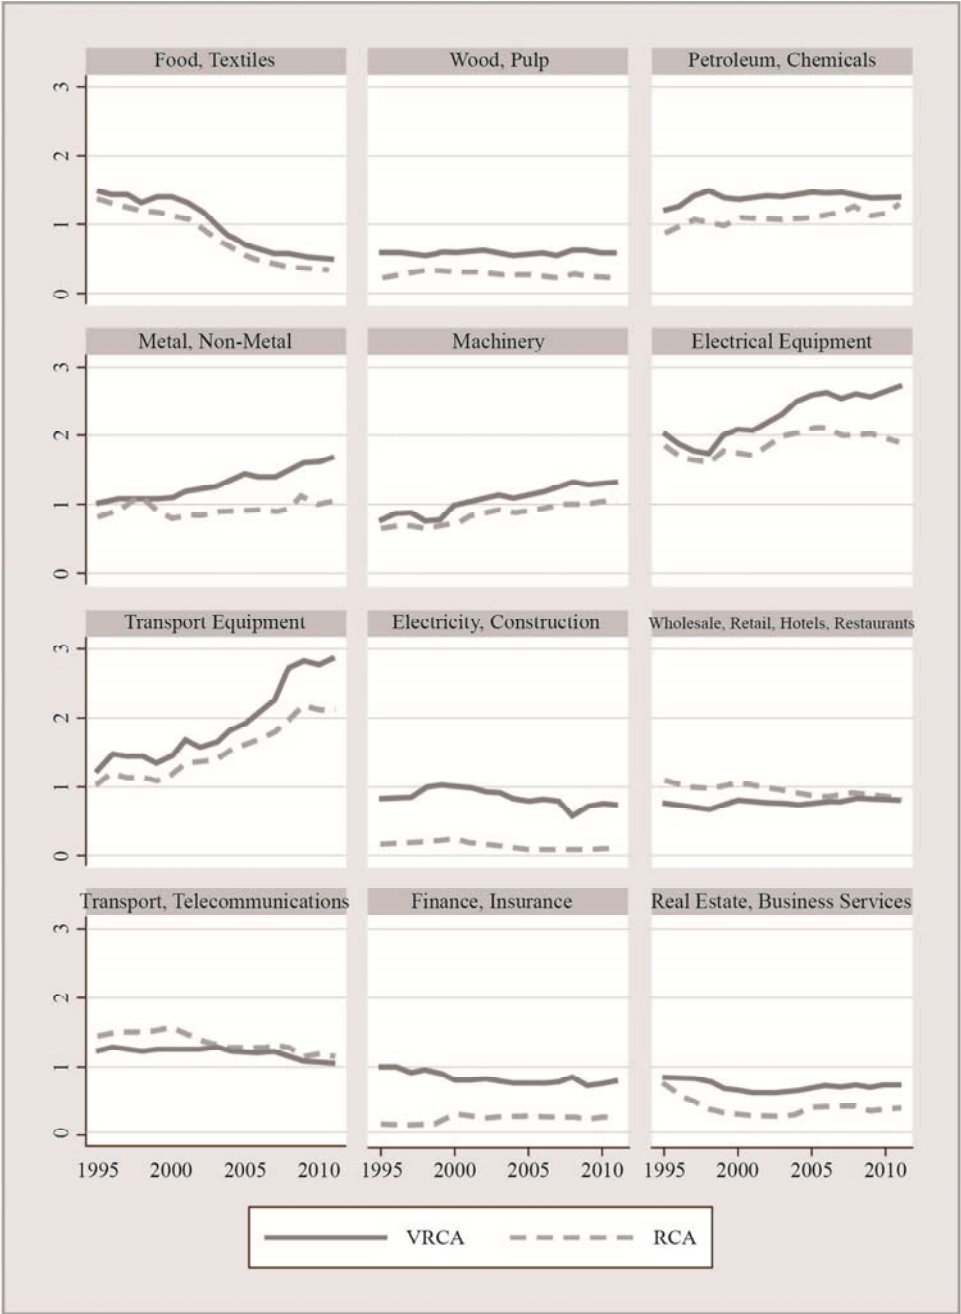 Food, Textiles Wood, Pulp Petroleum, Chemicals
3
2
1
0
Metal, Non-Metal Machinery Electrical Equipment
3
2
1
0
Transport Equipment Electricity, Construction Wholesale, Retail, Hotels, Restaurants
3
2
1
0
Transport, Telecommunications Finance, Insurance Real Estate, Business Services
3
2
1
0
1995 2000 2005 2010 1995 2000 2005 2010 1995 2000 2005 2010
VRCA RCA